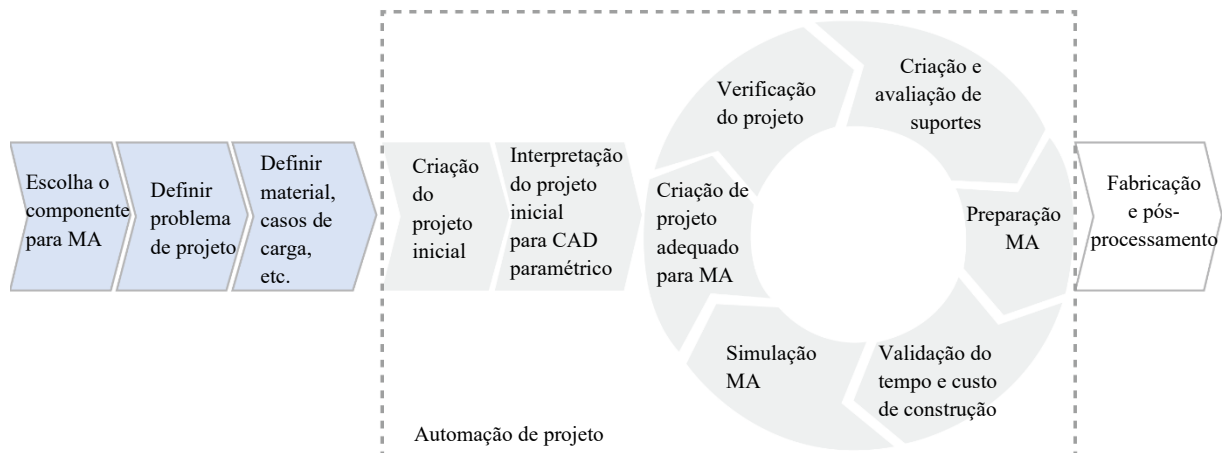 Escolha o
componente
para MA
Definir
problema
de projeto
Definir
material,
casos de
carga,
etc.
Criação
do
projeto
inicial
Interpretação
do projeto
inicial
para CAD
paramétrico
Criação de
projeto
adequado
para MA
Verificação
do projeto
Criação e
avaliação de
suportes
Preparação
MA
Validação do
tempo e custo
de construção
Simulação
MA
Fabricação
e pós-
processamento
Automação de projeto